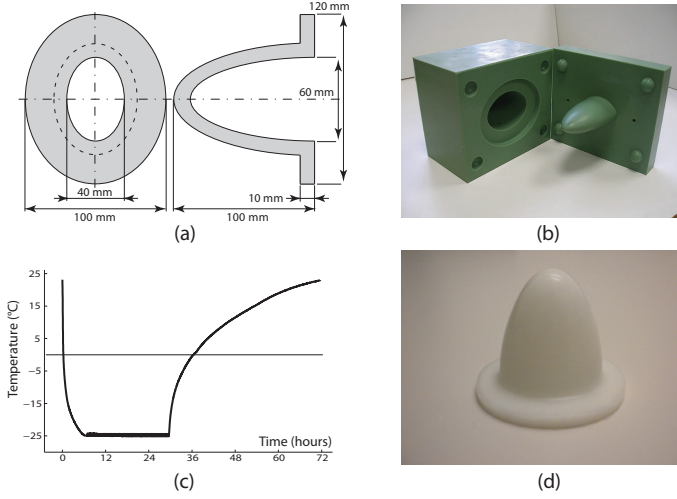 120 mm
60 mm
40 mm
100 mm
10 mm
100 mm
(a)
(b)
Temperature (°C)
25
15
5
−5
−15
−25
Time (hours)
0
12
24
36
48
60
72
(c)
(d)